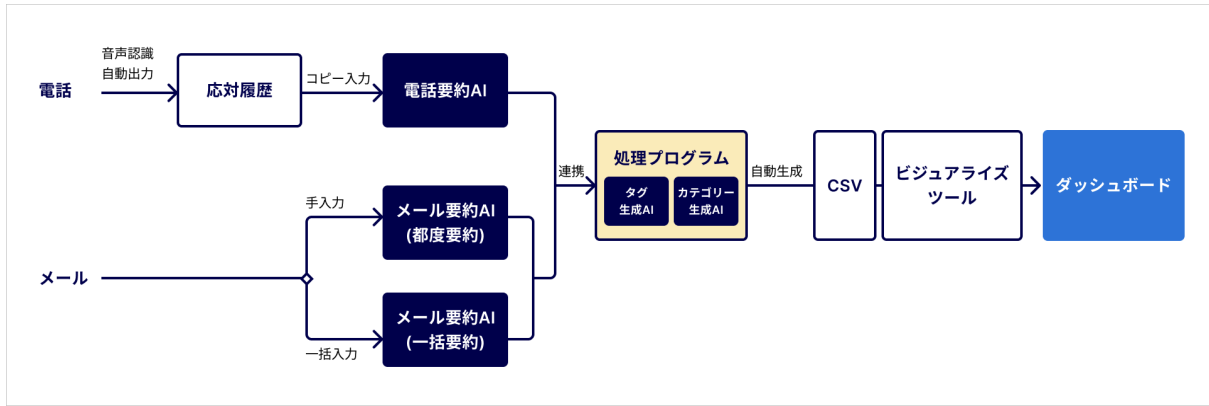 電話
音声認識
自動出力
応対履歴
コピー入力
電話要約AI
メール
手入力
メール要約AI
(都度要約)
一括入力
メール要約AI
(一括要約)
連携
処理プログラム
タグ
生成AI
カテゴリー
生成AI
自動生成
CSV
ビジュアライズ
ツール
ダッシュボード